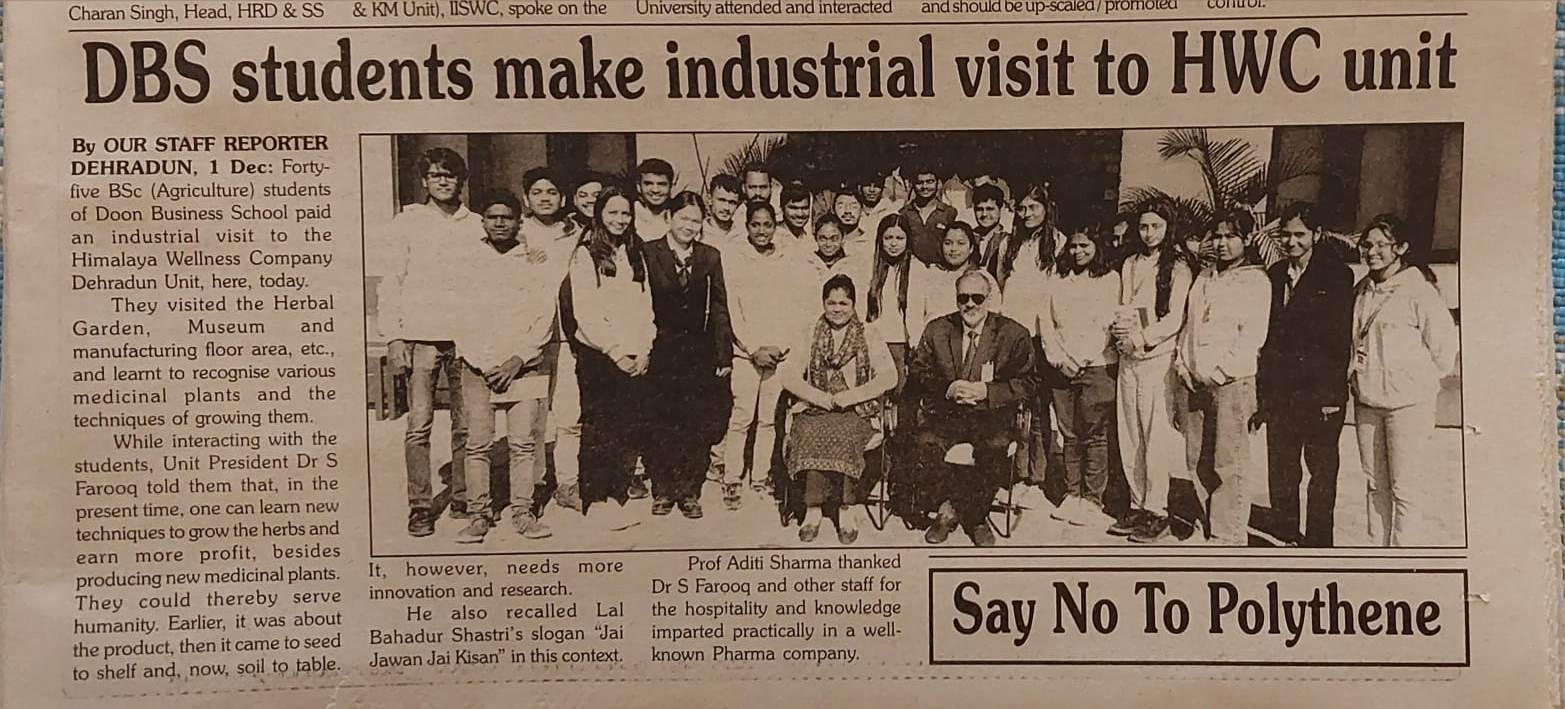 Charan Singh, Head, HRD & SS
& KM Unit), IISWC, spoke on the
University attended and interacted
and should be up-scaled/promoted
control.
DBS students make industrial visit to HWC unit
By OUR STAFF REPORTER
DEHRADUN, 1 Dec: Forty-
five BSc (Agriculture) students
of Doon Business School paid
an industrial visit to the
Himalaya Wellness Company
Dehradun Unit, here, today.
They visited the Herbal
Garden, Museum and
manufacturing floor area, etc.,
and learnt to recognise various
medicinal plants and the
techniques of growing them.
While interacting with the
students, Unit President Dr S
Farooq told them that, in the
present time, one can learn new
techniques to grow the herbs and
earn more profit, besides
producing new medicinal plants.
They could thereby serve
humanity. Earlier, it was about
the product, then it came to seed
to shelf and, now, soil to table.
It, however, needs more
innovation and research.
He also recalled Lal
Bahadur Shastri's slogan "Jai
Jawan Jai Kisan" in this context.
Prof Aditi Sharma thanked
Dr S Farooq and other staff for
the hospitality and knowledge
imparted practically in a well-
known Pharma company.
Say No To Polythene